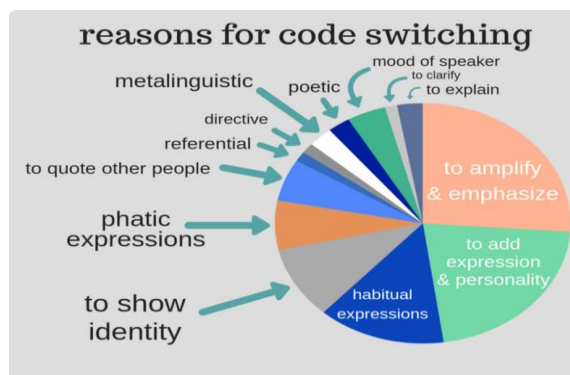 reasons for code switching
mood of speaker
to clarify
to explain
poetic
metalinguistic
directive
referential
to quote other people
phatic
expressions
to show
identity
to amplify
& emphasize
to add
expression
& personality
habitual
expressions